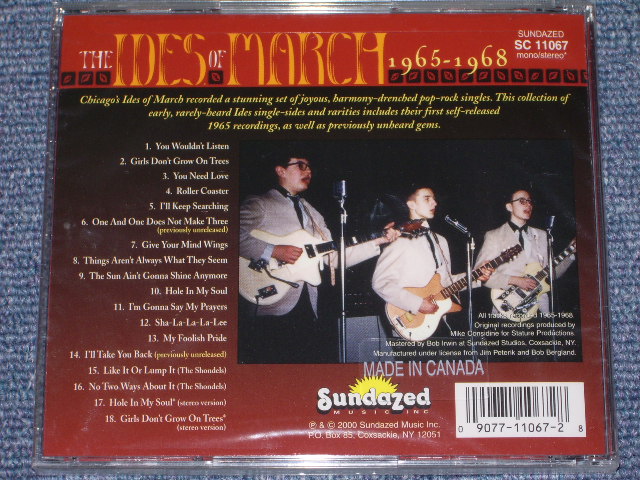 THE IDES OF MARCH 1965-1968
SUNDAZED
SC 11067
mono/stereo*
Chicago's Ides of March recorded a stunning set of joyous, harmony-drenched pop-rock singles. This collection of
early, rarely-heard Ides single-sides and rarities includes their first self-released
1965 recordings, as well as previously unheard gems.
1. You Wouldn't Listen
2. Girls Don't Grow On Trees
3. You Need Love
4. Roller Coaster
5. I'll Keep Searching
6. One And One Does Not Make Three
(previously unreleased)
7. Give Your Mind Wings
8. Things Aren't Always What They Seem
9. The Sun Ain't Gonna Shine Anymore
10. Hole In My Soul
11. I'm Gonna Say My Prayers
12. Sha-La-La-La-Lee
13. My Foolish Pride
14. I'll Take You Back (previously unreleased)
15. Like It Or Lump It (The Shondels)
16. No Two Ways About It (The Shondels)
17. Hole In My Soul* (stereo version)
18. Girls Don't Grow On Trees*
(stereo version)
All tracks recorded 1965-1968.
Original recordings produced by
Mike Considine for Stature Productions.
Mastered by Bob Irwin at Sundazed Studios, Coxsackie, NY.
Manufactured under license from Jim Peterik and Bob Bergland.
MADE IN CANADA
Sundazed
MUSIC INC.
℗ & © 2000 Sundazed Music Inc.
P.O. Box 85, Coxsackie, NY 12051
0 9077-11067-2 8